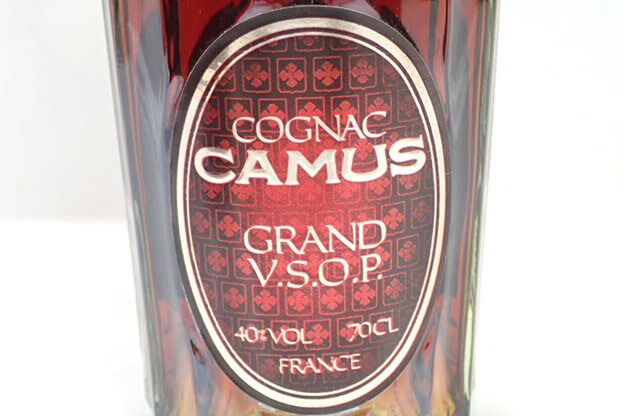 COGNAC
CAMUS
GRAND
V.S.O.P.
40%VOL 70CL
FRANCE